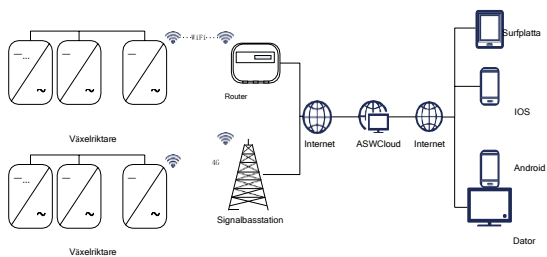 WiFi
Surfplatta
Router
IOS
Växelriktare
Internet
ASWCloud
Internet
4G
Android
Signalbasstation
Dator
Växelriktare